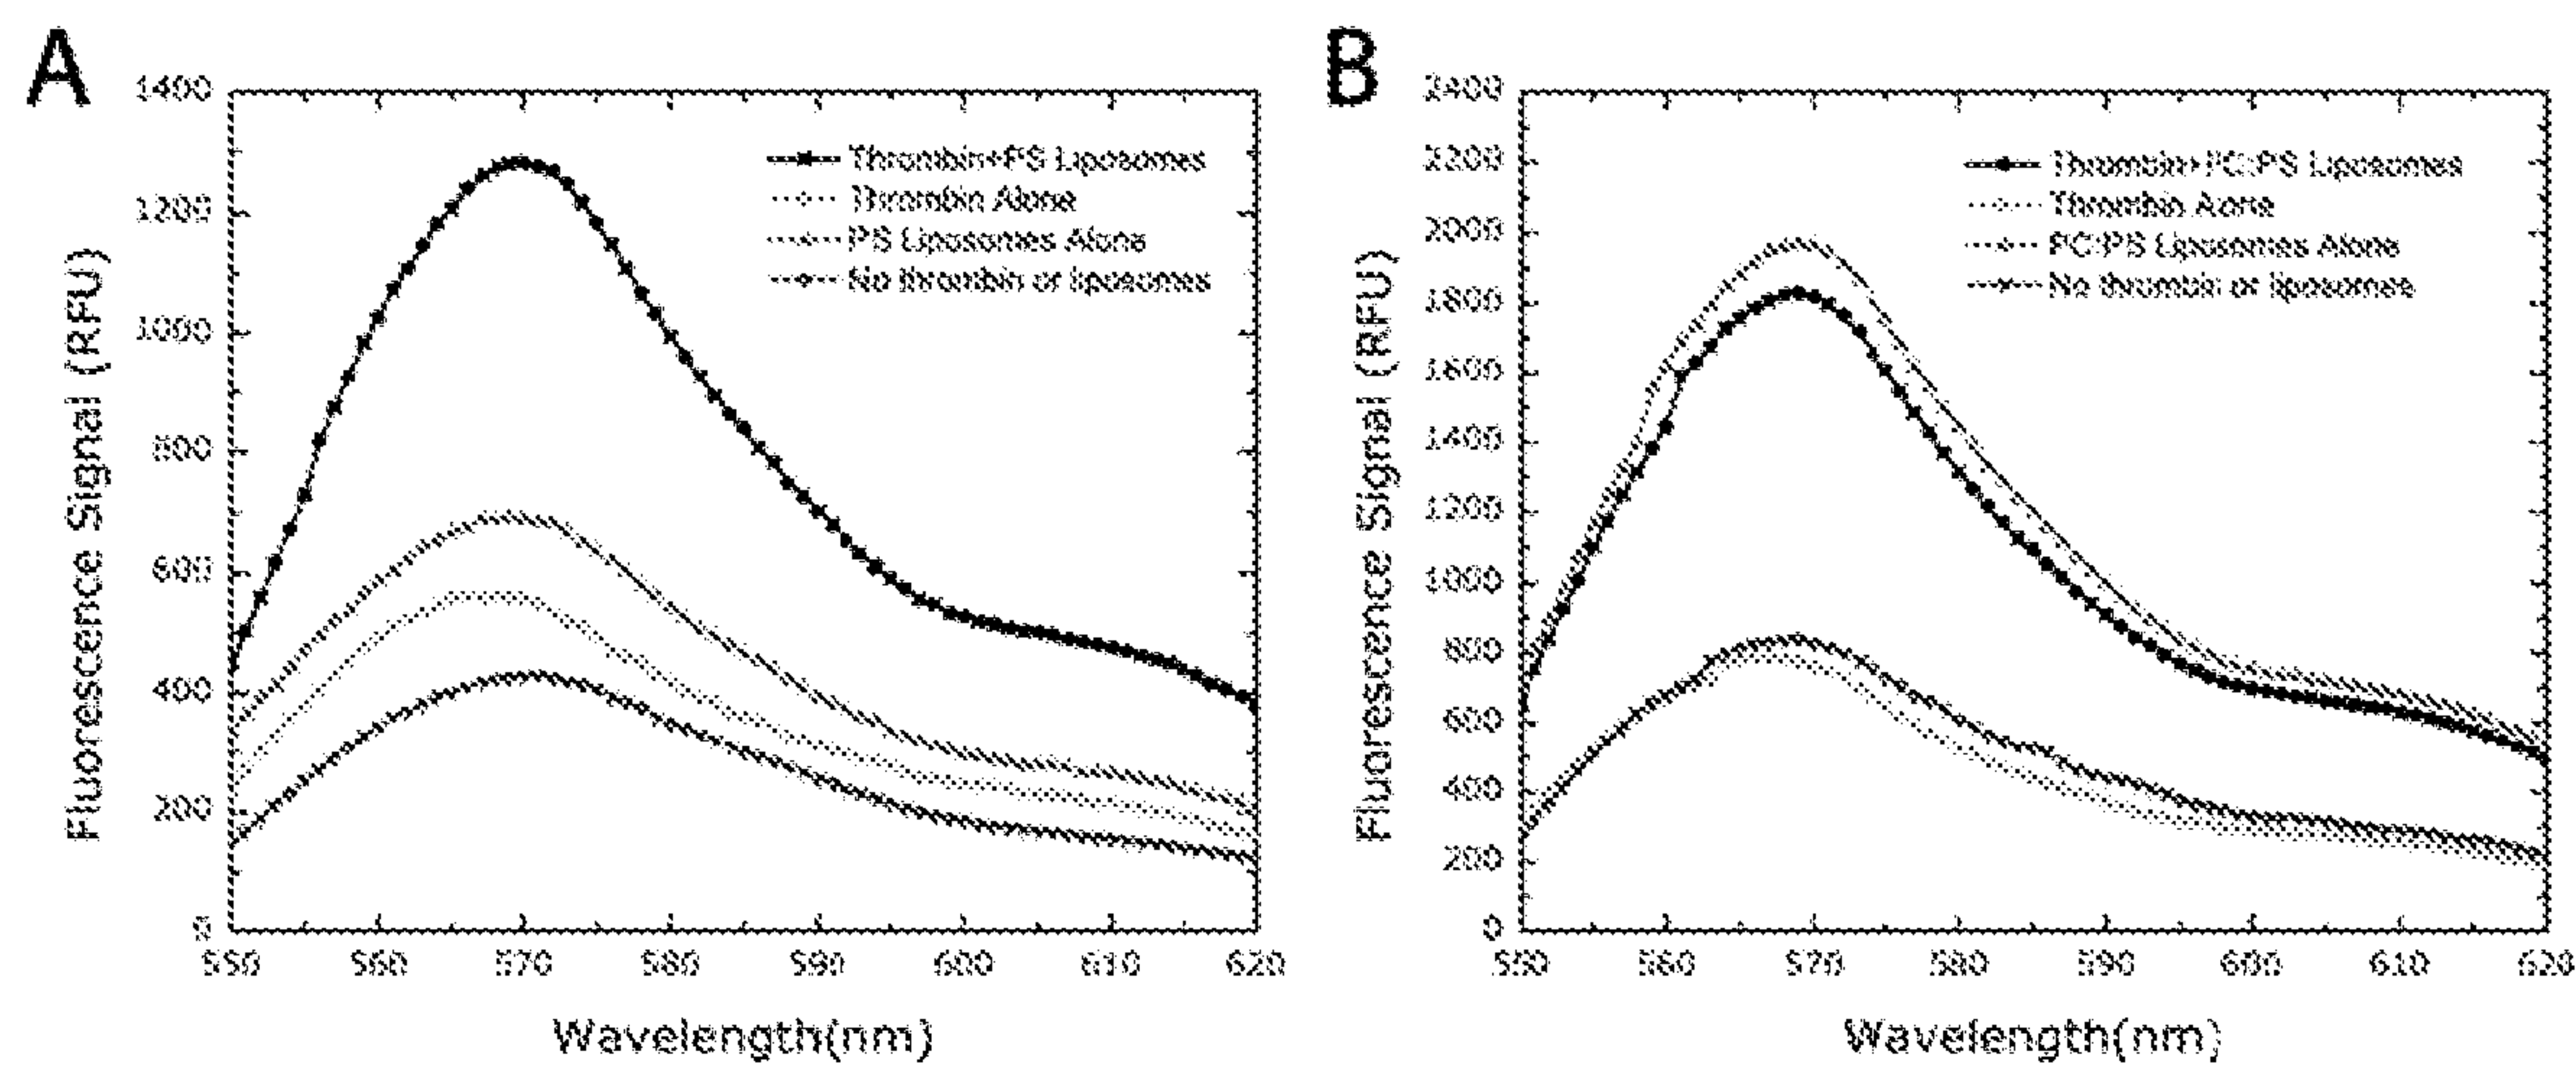 A
Fluorescence Signal (RFU)
1400
1200
1000
800
600
400
200
0
Thrombin+PS Liposomes
Thrombin Alone
PS Liposomes Alone
No thrombin or liposomes
550 560 570 580 590 600 610 620
Wavelength(nm)
B
Fluorescence Signal (RFU)
2400
2200
2000
1800
1600
1400
1200
1000
800
600
400
200
0
Thrombin+PC:PS Liposomes
Thrombin Aone
PC:PS Liposomes Alone
No thrombin or liposomes
550 560 570 580 590 600 610 620
Wavelength(nm)